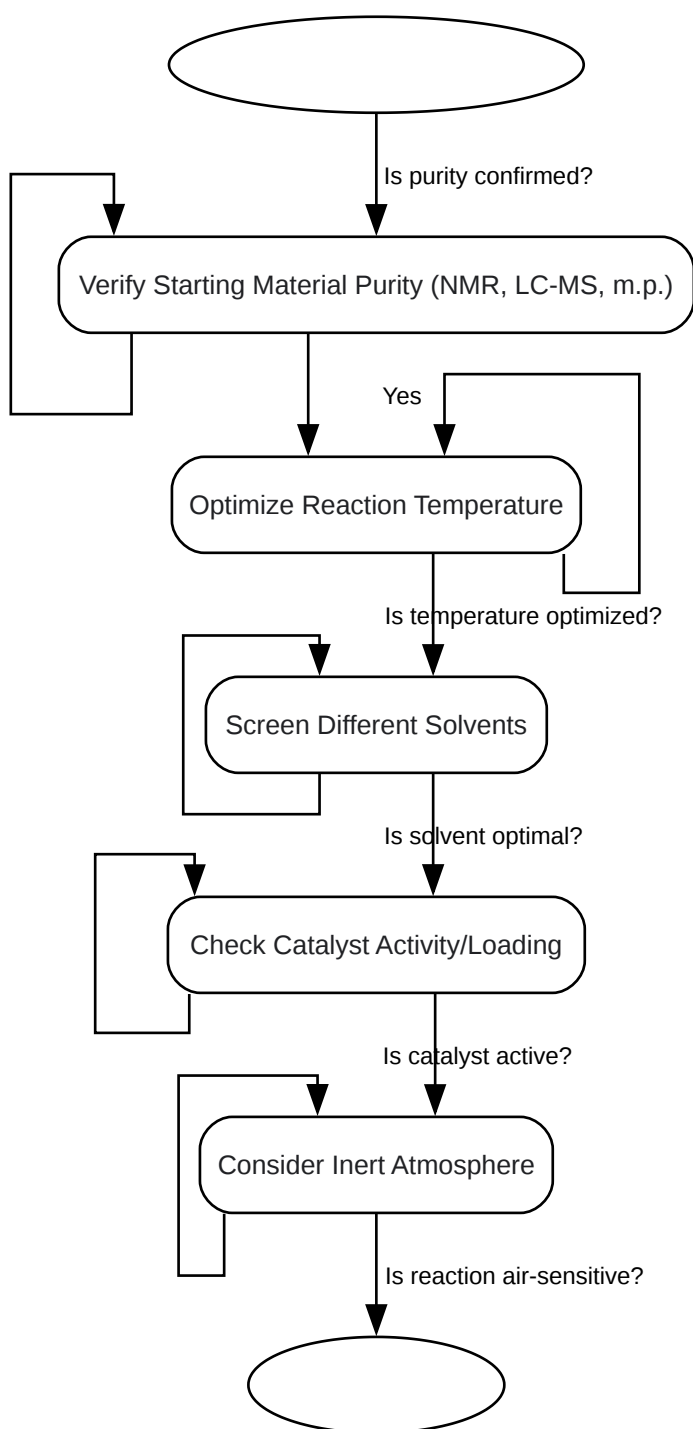 Is purity confirmed?
Verify Starting Material Purity (NMR, LC-MS, m.p.)
Yes
Optimize Reaction Temperature
Is temperature optimized?
Screen Different Solvents
Is solvent optimal?
Check Catalyst Activity/Loading
Is catalyst active?
Consider Inert Atmosphere
Is reaction air-sensitive?